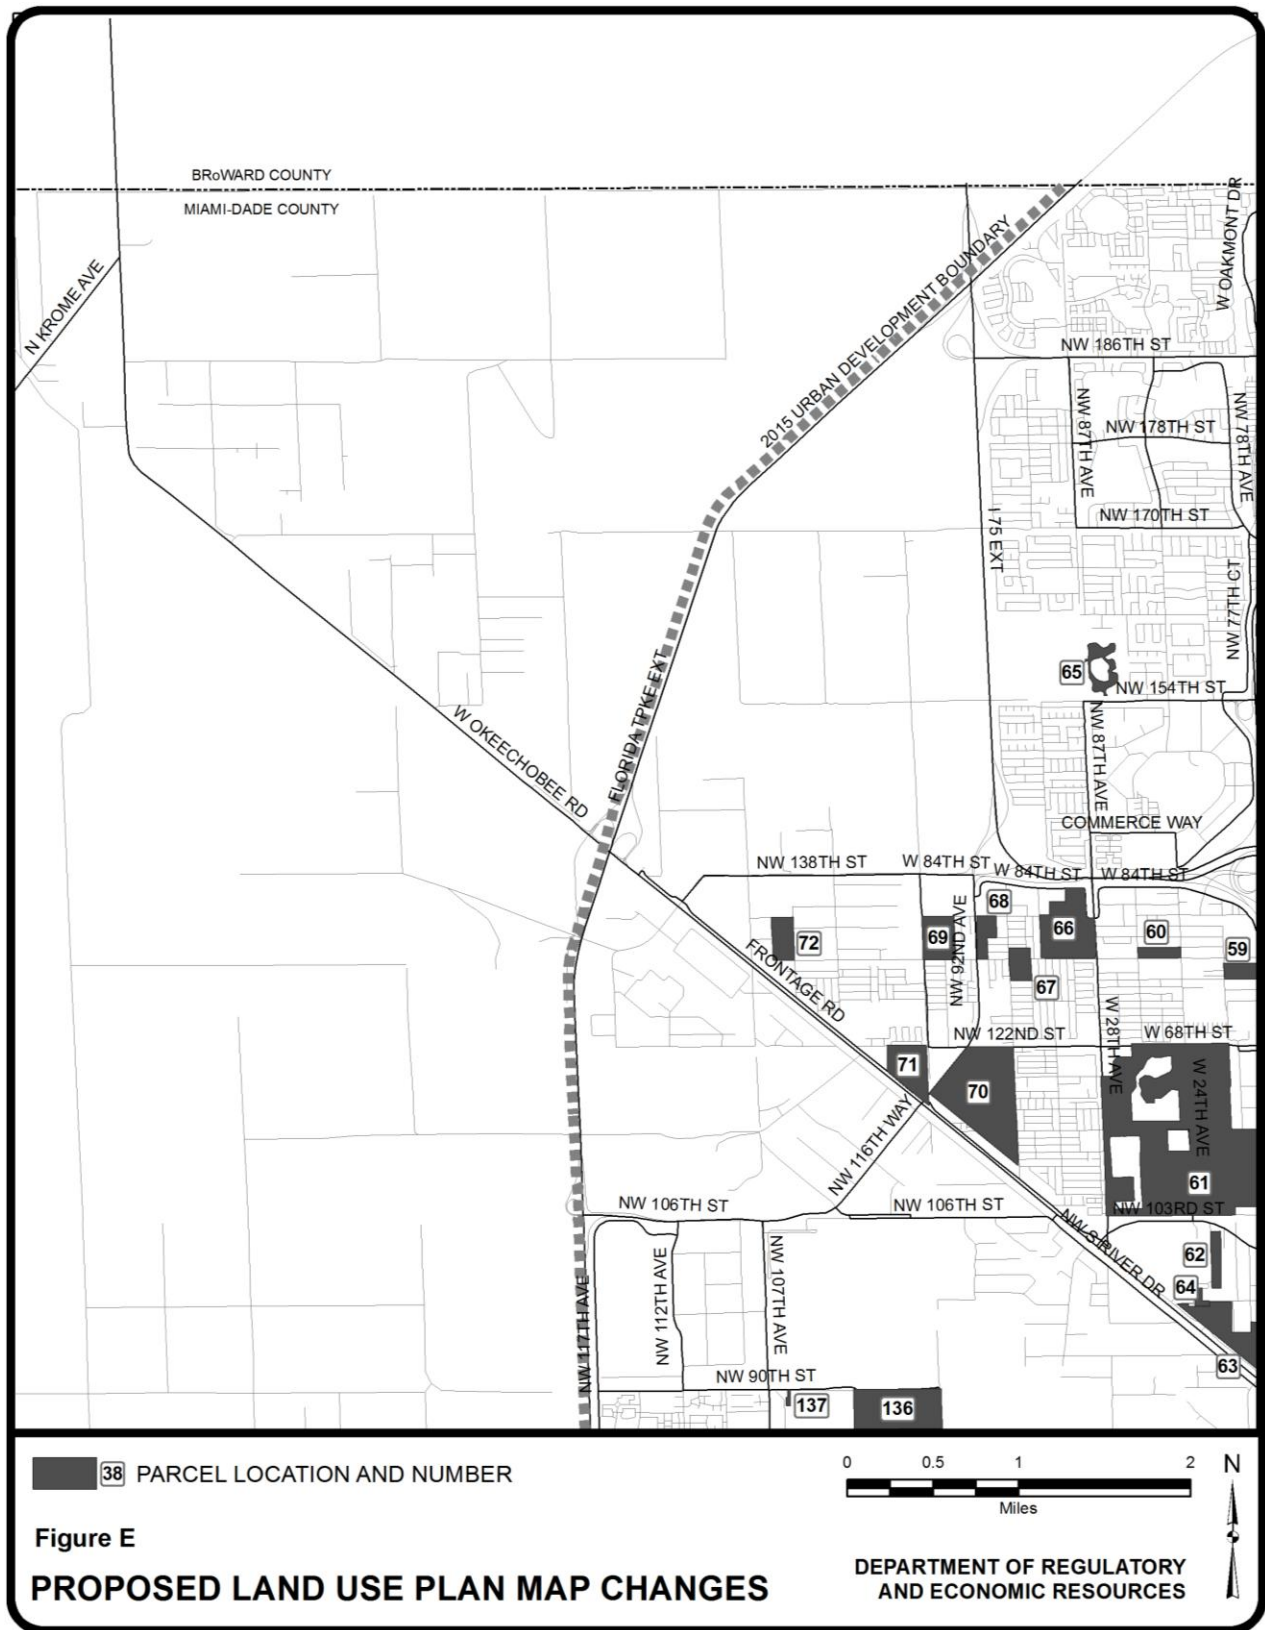 BRoWARD COUNTY
MIAMI-DADE COUNTY
W OAKMONT DR
N KROME AVE
2015 URBAN DEVELOPMENT BOUNDARY
NW 186TH ST
NW 87TH AVE
NW 178TH ST
NW 78TH AVE
NW 170TH ST
I 75 EXT
NW 77TH CT
65
NW 154TH ST
FLORIDA TPKE EXT
W OKEECHOBEE RD
NW 87TH AVE
COMMERCE WAY
NW 138TH ST
W 84TH ST
W 84TH ST
W 84TH ST
68
72
69
NW 92ND AVE
66
60
59
FRONTAGE RD
67
NW 122ND ST
W 28TH AVE
W 68TH ST
71
70
W 24TH AVE
NW 116TH WAY
61
NW 106TH ST
NW 106TH ST
NW 103RD ST
NW S RIVER DR
62
64
NW 117TH AVE
NW 112TH AVE
NW 107TH AVE
63
NW 90TH ST
137
136
38 PARCEL LOCATION AND NUMBER
0 0.5 1 2
Miles
N
Figure E
PROPOSED LAND USE PLAN MAP CHANGES
DEPARTMENT OF REGULATORY
AND ECONOMIC RESOURCES